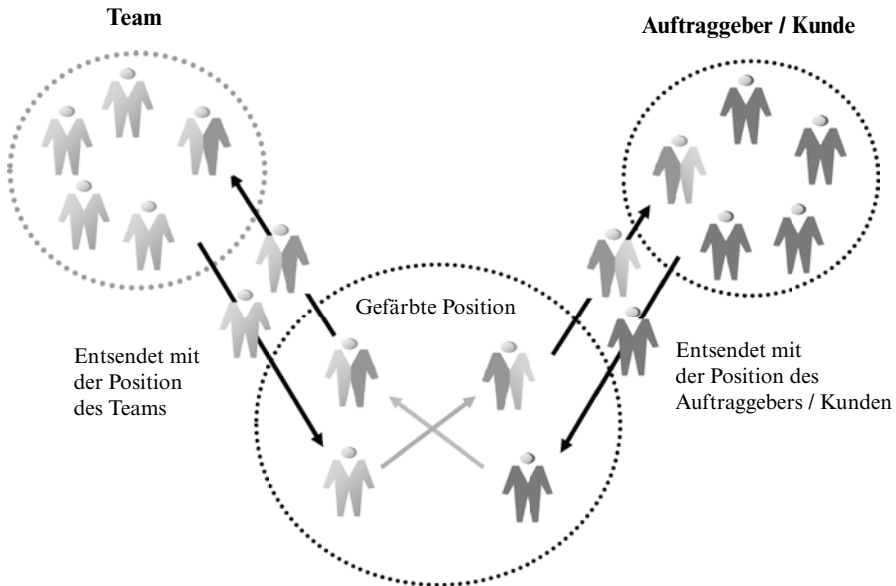 Team
Auftraggeber / Kunde
Gefärbte Position
Entsendet mit
der Position
des Teams
Entsendet mit
der Position des
Auftraggebers / Kunden